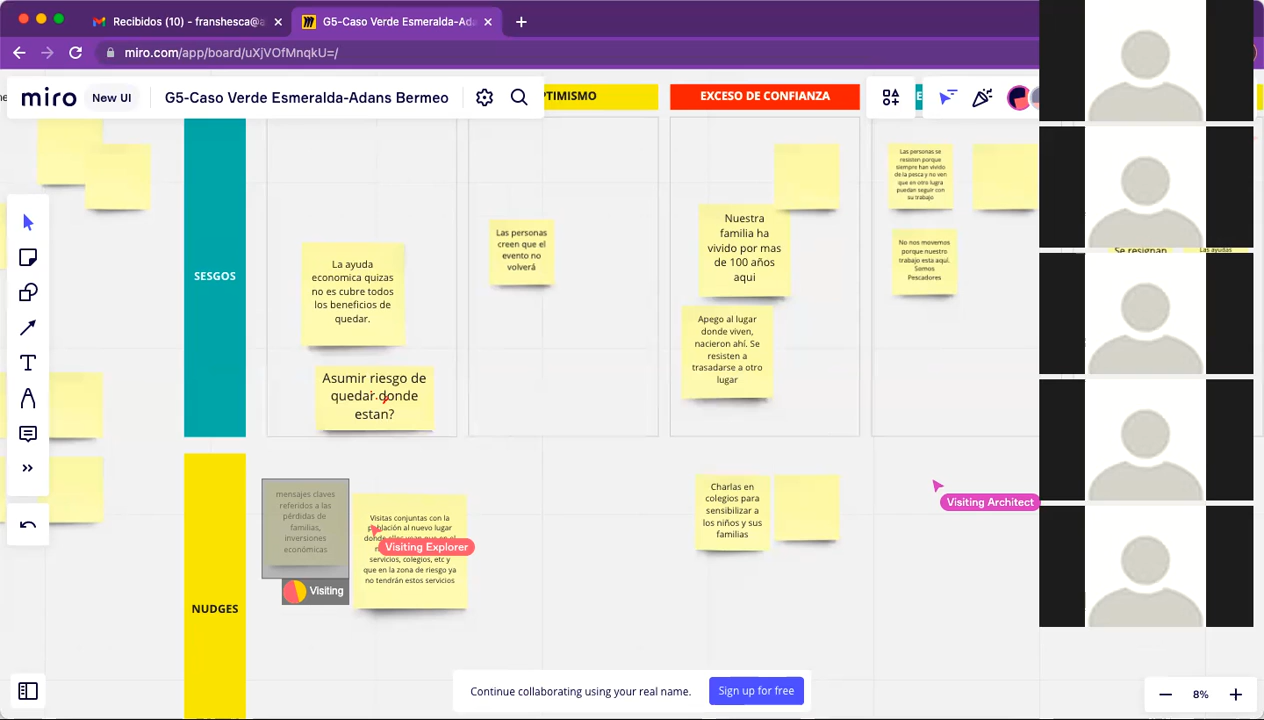 Recibidos (10) – franshesca@a
G5-Caso Verde Esmeralda-Ada
miro.com/app/board/uXjVOfMnqkU=/
miro
New UI
G5-Caso Verde Esmeralda-Adans Bermeo
PTIMISMO
EXCESO DE CONFIANZA
SESGOS
La ayuda
economica quizas
no es cubre todos
los beneficios de
quedar.
Asumir riesgo de
quedar donde
estan?
Las personas
creen que el
evento no
volverá
Nuestra
familia ha
vivido por mas
de 100 años
aqui
Apego al lugar
donde viven,
nacieron ahí. Se
resisten a
trasadarse a otro
lugar
Las personas se
resisten porque
siempre han vivido
de la pesca y no ven
que en otro lugra
puedan seguir con
su trabajo
No nos movemos
porque nuestro
trabajo esta aquí.
Somos
Pescadores
Se resignan
Las ayudas
NUDGES
mensajes claves
referidos a las
pérdidas de
familias,
inversiones
económicas
Visiting
Visitas conjuntas con la
población al nuevo lugar
servicios, colegios, etc y
que en la zona de riesgo ya
no tendrán estos servicios
Visiting Explorer
Charlas en
colegios para
sensibilizar a
los niños y sus
familias
Visiting Architect
Continue collaborating using your real name.
Sign up for free
8%